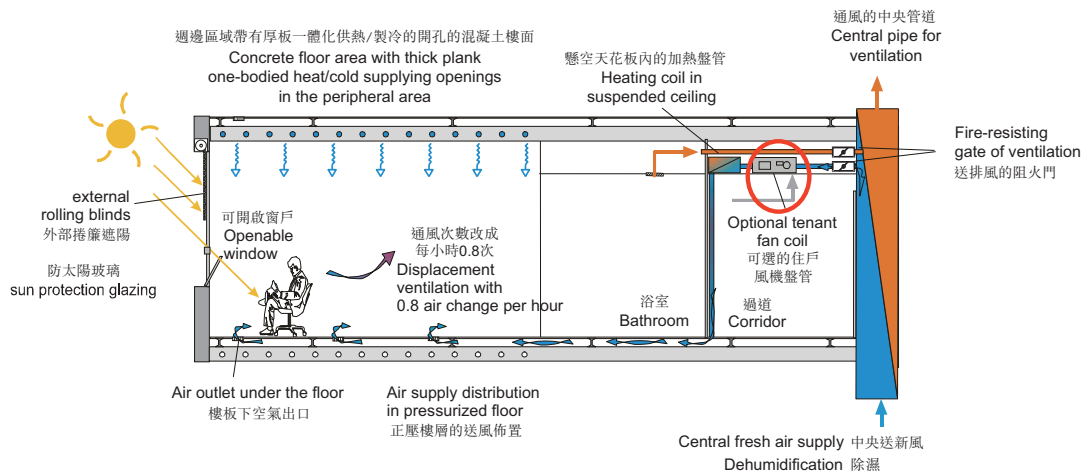 週邊區域帶有厚板一體化供熱/製冷的開孔的混凝土樓面
Concrete floor area with thick plank
one-bodied heat/cold supplying openings
in the peripheral area
懸空天花板內的加熱盤管
Heating coil in
suspended ceiling
通風的中央管道
Central pipe for
ventilation
Fire-resisting
gate of ventilation
送排風的阻火門
external
rolling blinds
外部捲簾遮陽
可開啟窗戶
Openable
window
防太陽玻璃
sun protection glazing
通風次數改成
每小時0.8次
Displacement
ventilation with
0.8 air change per hour
Optional tenant
fan coil
可選的住戶
風機盤管
浴室
Bathroom
過道
Corridor
Air outlet under the floor
樓板下空氣出口
Air supply distribution
in pressurized floor
正壓樓層的送風佈置
Central fresh air supply 中央送新風
Dehumidification 除濕